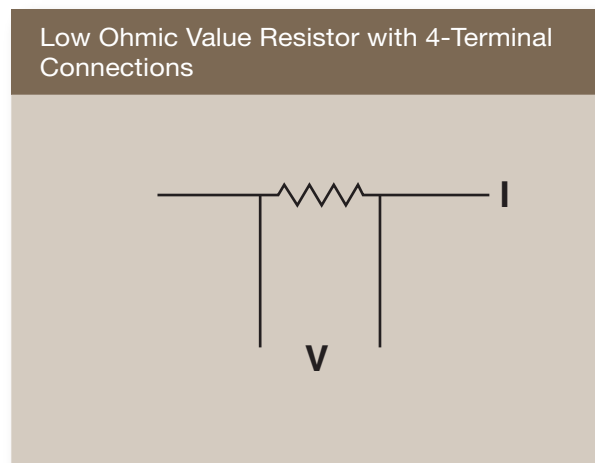 Low Ohmic Value Resistor with 4-Terminal
Connections
I
V